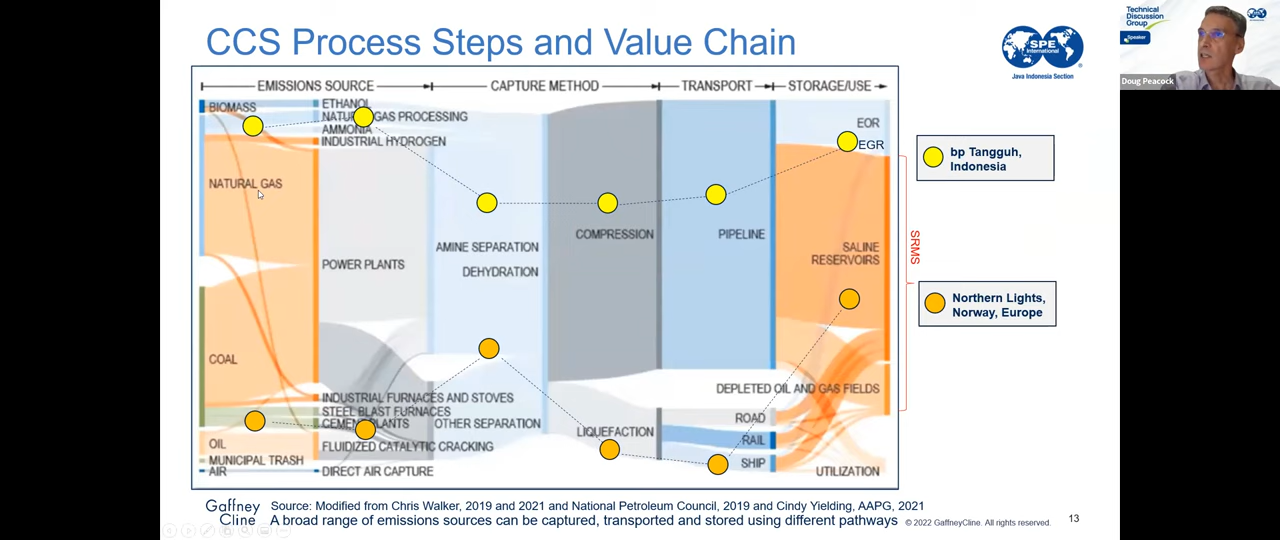 CCS Process Steps and Value Chain
SPE
International
Java Indonesia Section
Technical
Discussion
Group
Speaker
Doug Peacock
EMISSIONS SOURCE
CAPTURE METHOD
TRANSPORT
STORAGE/USE
BIOMASS
ETHANOL
NATURAL GAS PROCESSING
AMMONIA
INDUSTRIAL HYDROGEN
EOR
EGR
bp Tangguh,
Indonesia
NATURAL GAS
POWER PLANTS
AMINE SEPARATION
DEHYDRATION
COMPRESSION
PIPELINE
SALINE
RESERVOIRS
SRMS
Northern Lights,
Norway, Europe
COAL
INDUSTRIAL FURNACES AND STOVES
STEEL BLAST FURNACES
CEMENT PLANTS
OTHER SEPARATION
DEPLETED OIL AND GAS FIELDS
ROAD
LIQUEFACTION
RAIL
OIL
FLUIDIZED CATALYTIC CRACKING
MUNICIPAL TRASH
SHIP
AIR
DIRECT AIR CAPTURE
UTILIZATION
Gaffney
Cline
Source: Modified from Chris Walker, 2019 and 2021 and National Petroleum Council, 2019 and Cindy Yielding, AAPG, 2021
A broad range of emissions sources can be captured, transported and stored using different pathways
© 2022 GaffneyCline. All rights reserved.
13